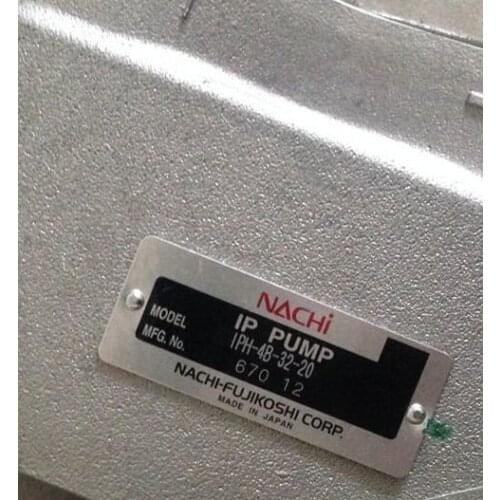 NACHi
IP PUMP
MODEL IPH-4B-32-20
MFG. No. 670 12
NACHI-FUJIKOSHI CORP.
MADE IN JAPAN